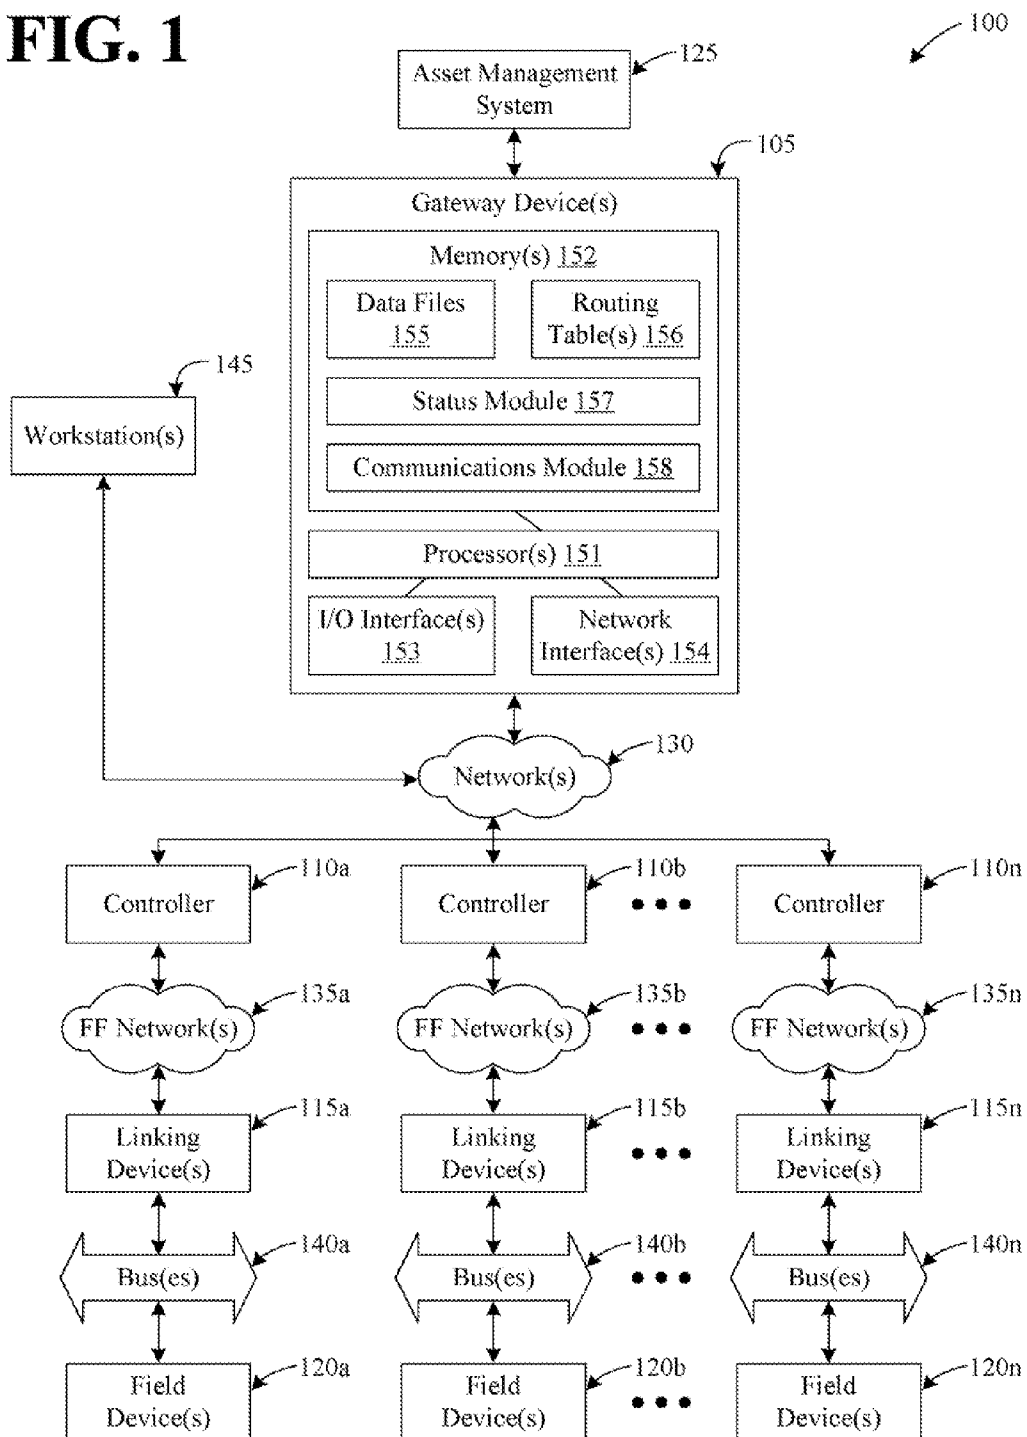 FIG. 1
100
Asset Management
System
125
105
Gateway Device(s)
Memory(s) 152
Data Files
155
Routing
Table(s) 156
Status Module 157
Communications Module 158
145
Workstation(s)
Processor(s) 151
I/O Interface(s)
153
Network
Interface(s) 154
130
Network(s)
110a
110b
110n
Controller
Controller
Controller
135a
135b
135n
FF Network(s)
FF Network(s)
FF Network(s)
115a
115b
115n
Linking
Device(s)
Linking
Device(s)
Linking
Device(s)
140a
140b
140n
Bus(es)
Bus(es)
Bus(es)
120a
120b
120n
Field
Device(s)
Field
Device(s)
Field
Device(s)